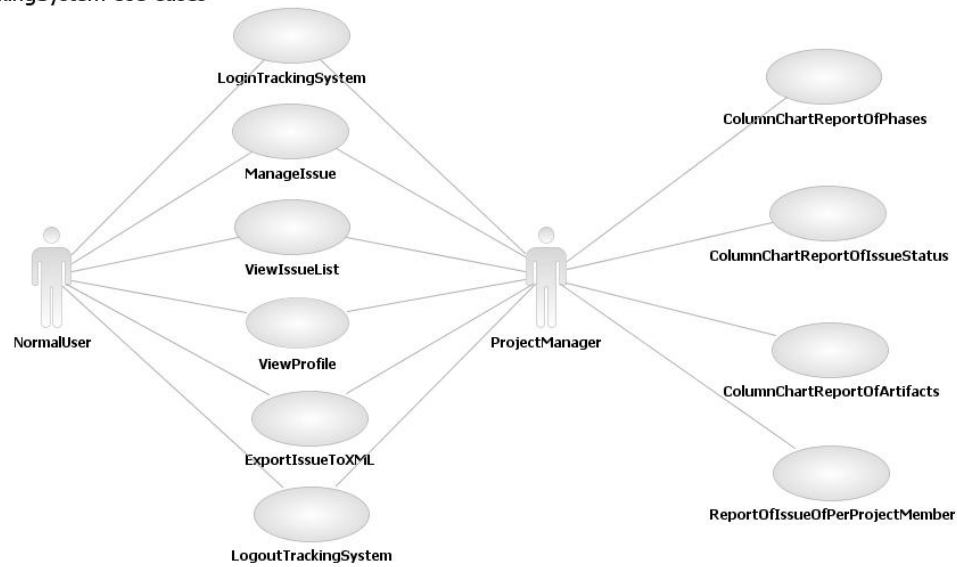 LoginTrackingSystem
ManageIssue
ViewIssueList
ViewProfile
ExportIssueToXML
LogoutTrackingSystem
NormalUser
ProjectManager
ColumnChartReportOfPhases
ColumnChartReportOfIssueStatus
ColumnChartReportOfArtifacts
ReportOfIssueOfPerProjectMember